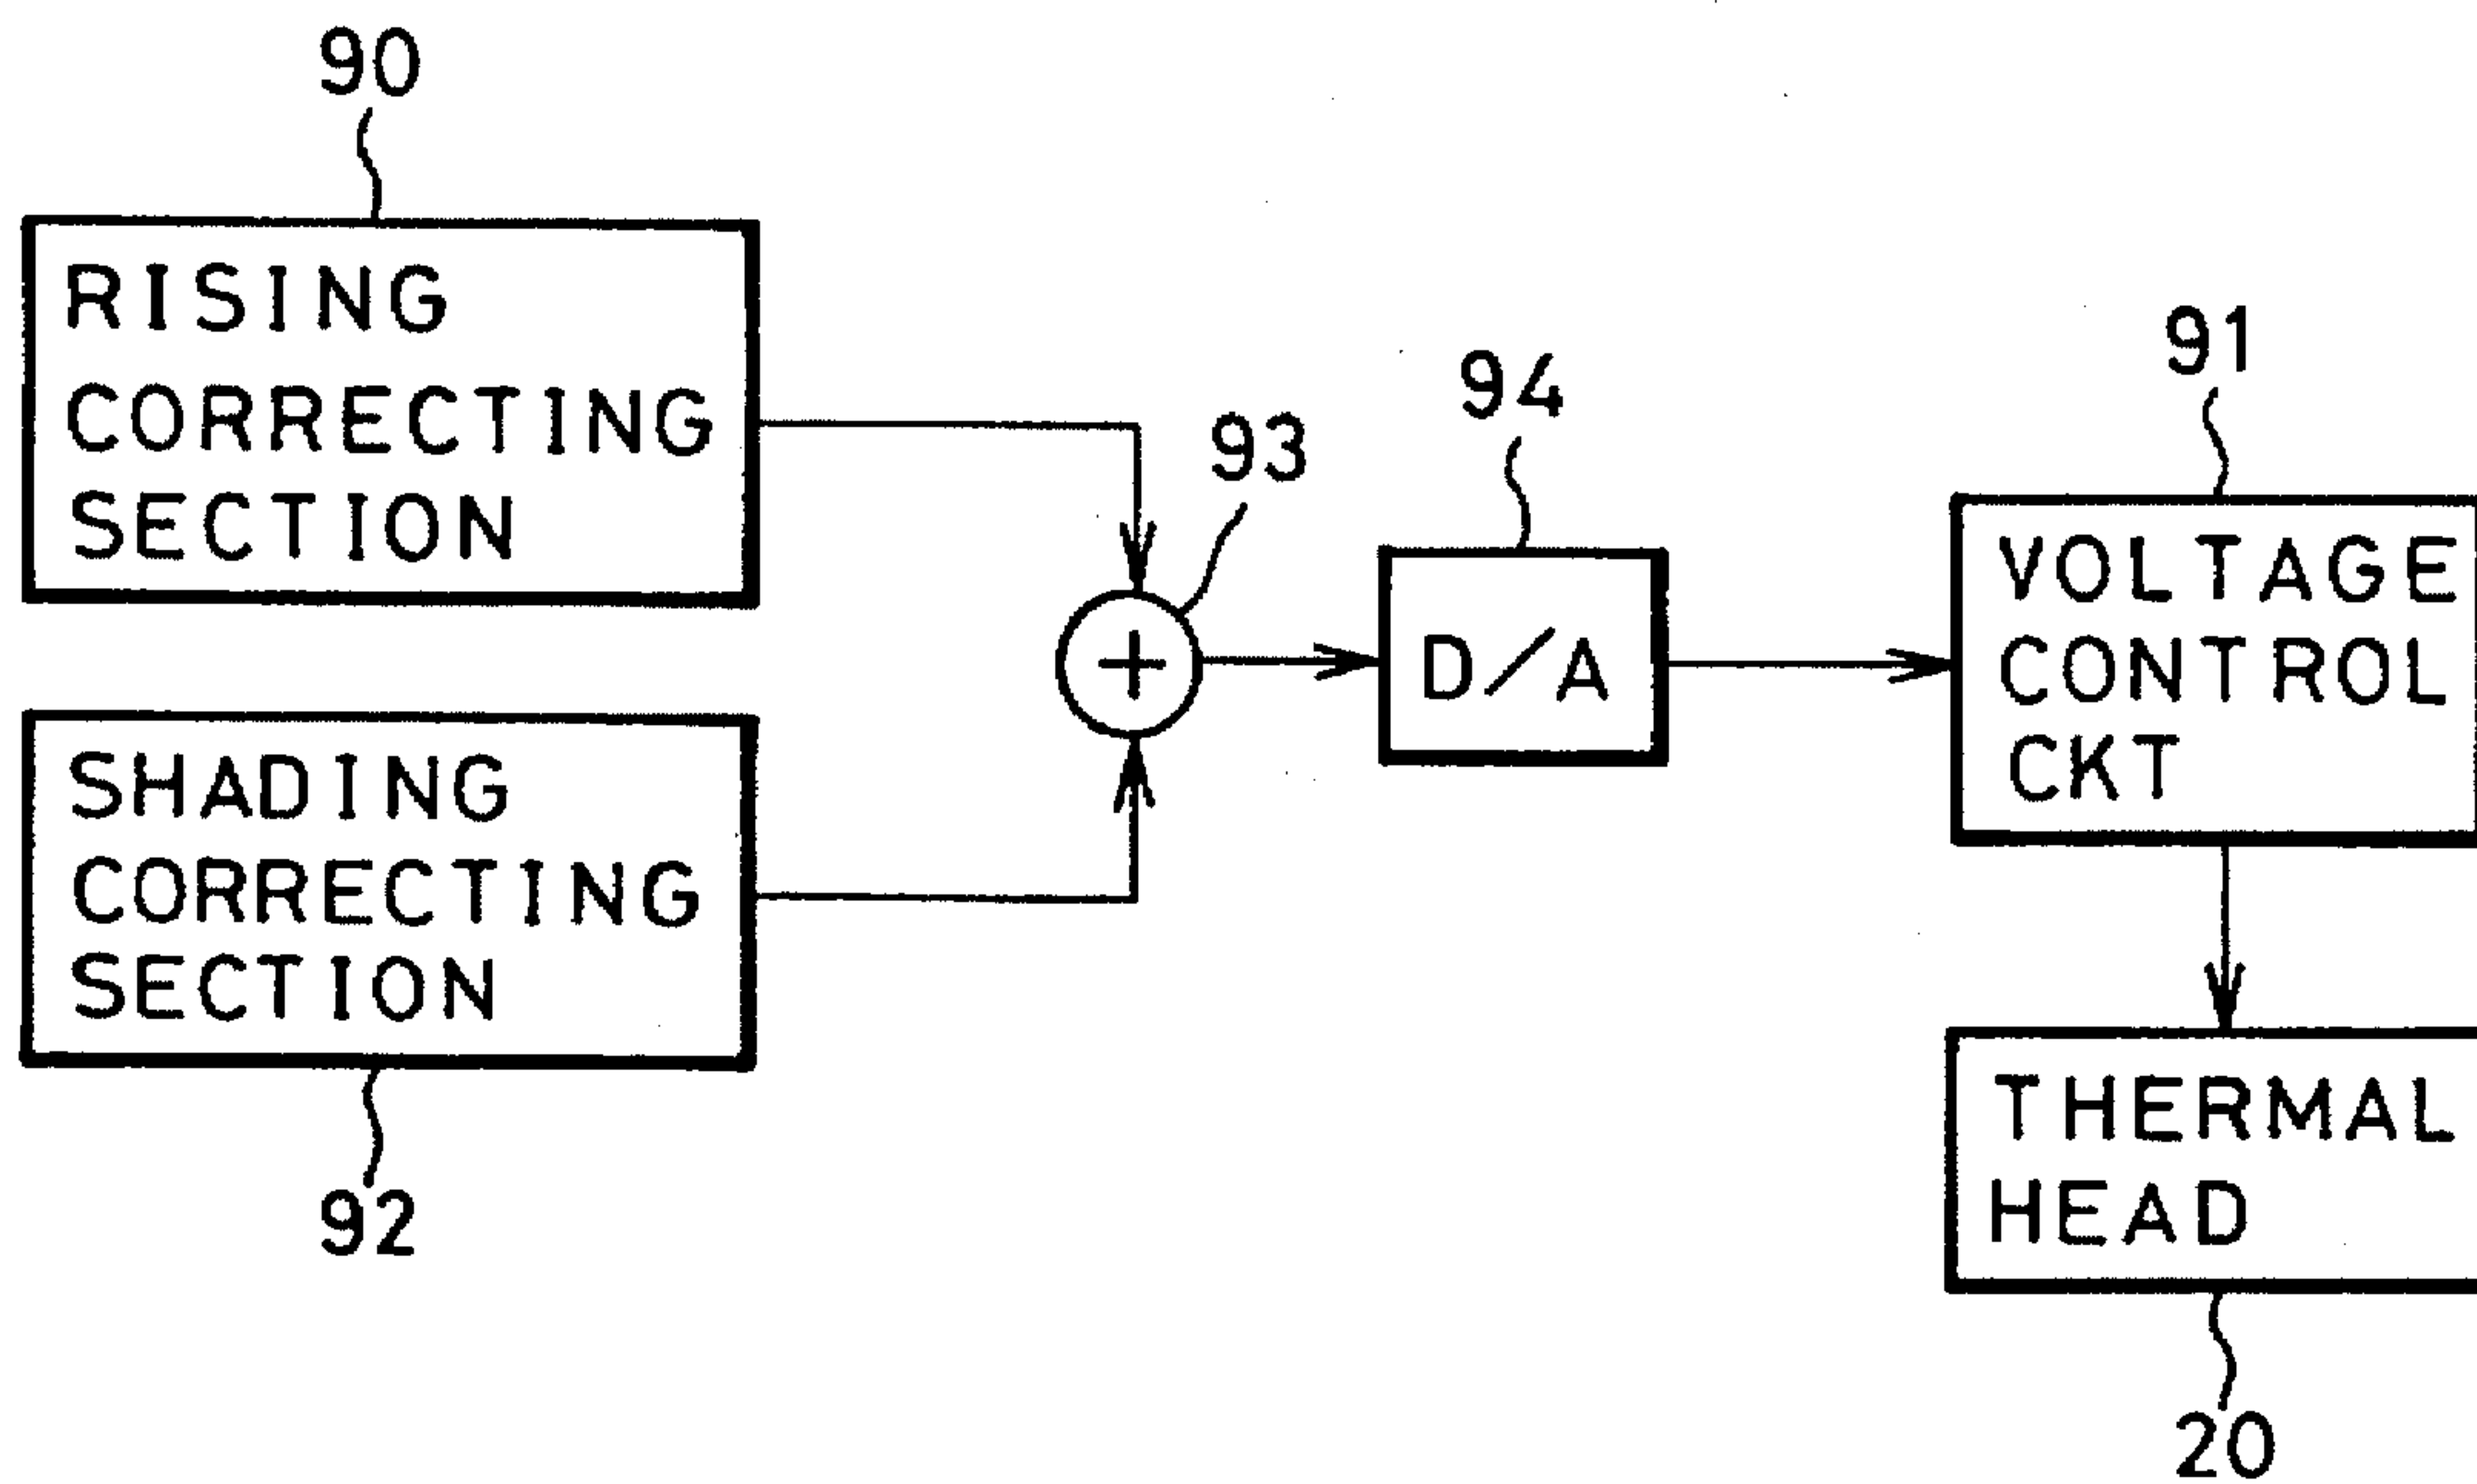 90
RISING
CORRECTING
SECTION
93
94
D/A
91
VOLTAGE
CONTROL
CKT
+
SHADING
CORRECTING
SECTION
92
THERMAL
HEAD
20